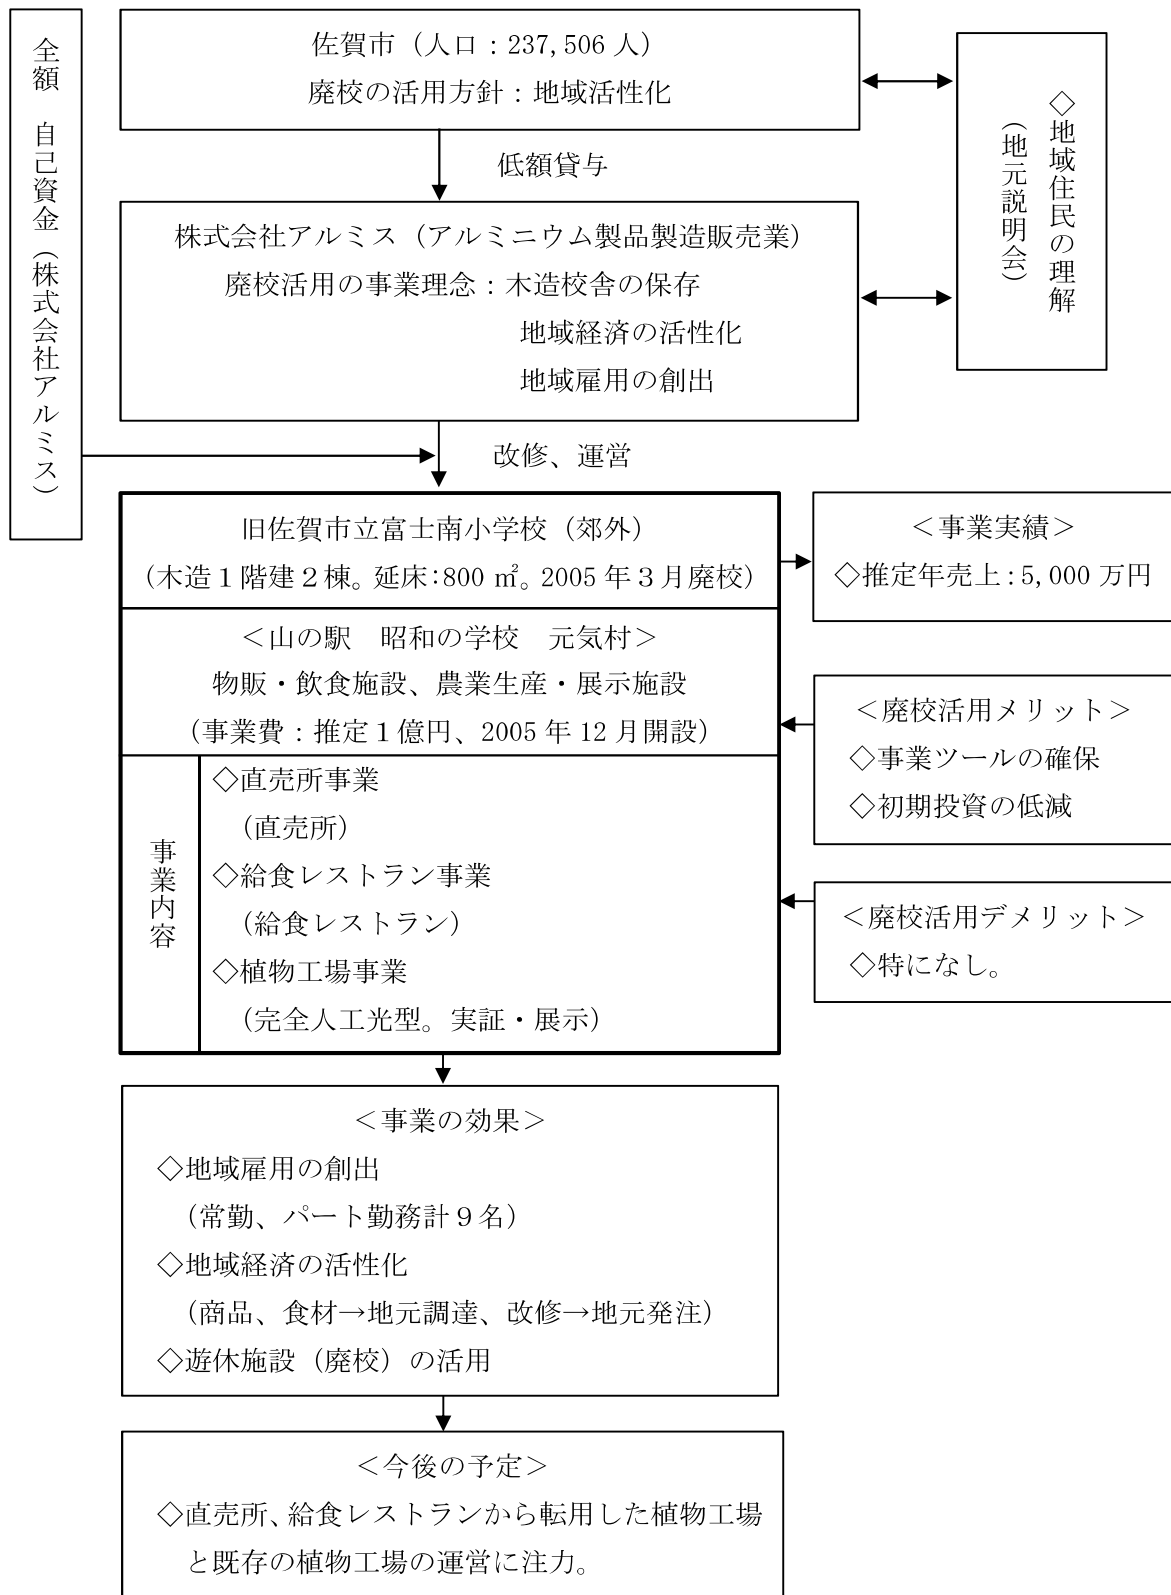 全額　自己資金（株式会社アルミス）
佐賀市（人口：237,506 人）
廃校の活用方針：地域活性化
◇地域住民の理解
（地元説明会）
低額貸与
株式会社アルミス（アルミニウム製品製造販売業）
廃校活用の事業理念：木造校舎の保存
地域経済の活性化
地域雇用の創出
改修、運営
旧佐賀市立富士南小学校（郊外）
（木造１階建２棟。延床：800 ㎡。2005 年３月廃校）
＜山の駅　昭和の学校　元気村＞
物販・飲食施設、農業生産・展示施設
（事業費：推定１億円、2005 年 12 月開設）
事業内容
◇直売所事業
（直売所）
◇給食レストラン事業
（給食レストラン）
◇植物工場事業
（完全人工光型。実証・展示）
＜事業実績＞
◇推定年売上：5,000 万円
＜廃校活用メリット＞
◇事業ツールの確保
◇初期投資の低減
＜廃校活用デメリット＞
◇特になし。
＜事業の効果＞
◇地域雇用の創出
（常勤、パート勤務計９名）
◇地域経済の活性化
（商品、食材→地元調達、改修→地元発注）
◇遊休施設（廃校）の活用
＜今後の予定＞
◇直売所、給食レストランから転用した植物工場
と既存の植物工場の運営に注力。